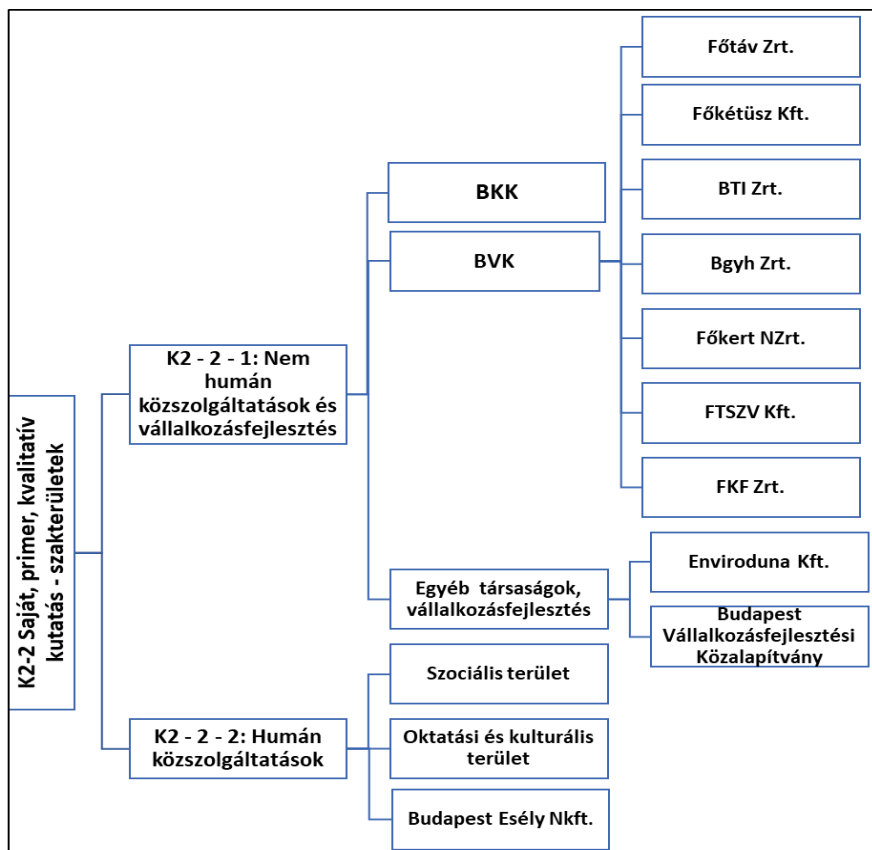 K2-2 Saját, primer, kvalitatív
kutatás - szakterületek
K2 - 2 - 1: Nem
humán
közszolgáltatások és
vállalkozásfejlesztés
BKK
BVK
Főtáv Zrt.
Főkétüsz Kft.
BTI Zrt.
Bgyh Zrt.
Főkert NZrt.
FTSZV Kft.
FKF Zrt.
Egyéb társaságok,
vállalkozásfejlesztés
Enviroduna Kft.
Budapest
Vállalkozásfejlesztési
Közalapítvány
K2 - 2 - 2: Humán
közszolgáltatások
Szociális terület
Oktatási és kulturális
terület
Budapest Esély Nkft.